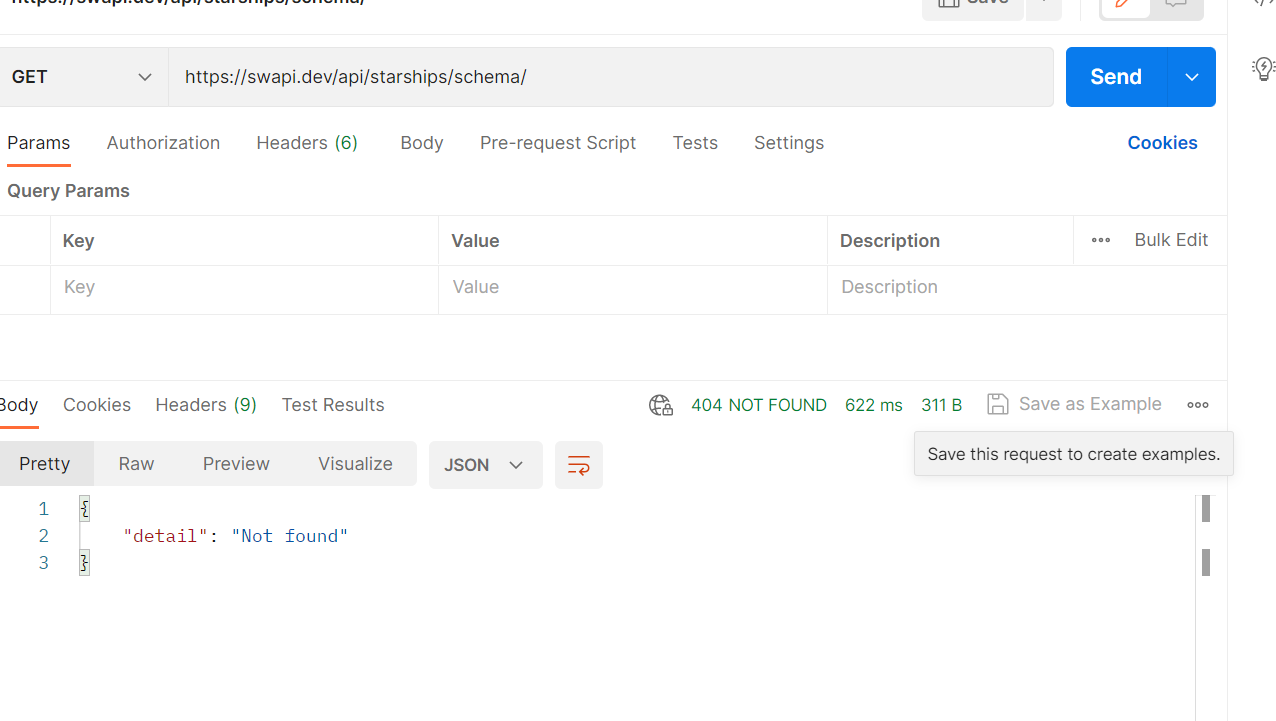 https://swapi.dev/api/starships/schema/
Save
GET https://swapi.dev/api/starships/schema/ Send
Params Authorization Headers (6) Body Pre-request Script Tests Settings Cookies
Query Params
Key Value Description Bulk Edit
Key Value Description
Body Cookies Headers (9) Test Results 404 NOT FOUND 622 ms 311 B Save as Example
Save this request to create examples.
Pretty Raw Preview Visualize JSON
1 {
2 "detail": "Not found"
3 }